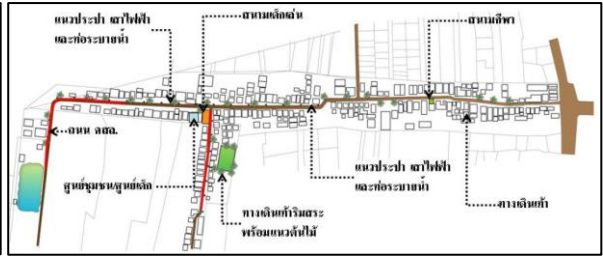 แนวประปา เสาไฟฟ้า
และท่อระบายน้ำ
สนามเด็กเล่น
สนามกีฬา
ถนน คสล.
ศูนย์ชุมชน/ศูนย์เด็ก
ทางเดินเท้าริมสระ
พร้อมแนวต้นไม้
แนวประปา เสาไฟฟ้า
และท่อระบายน้ำ
ทางเดินเท้า